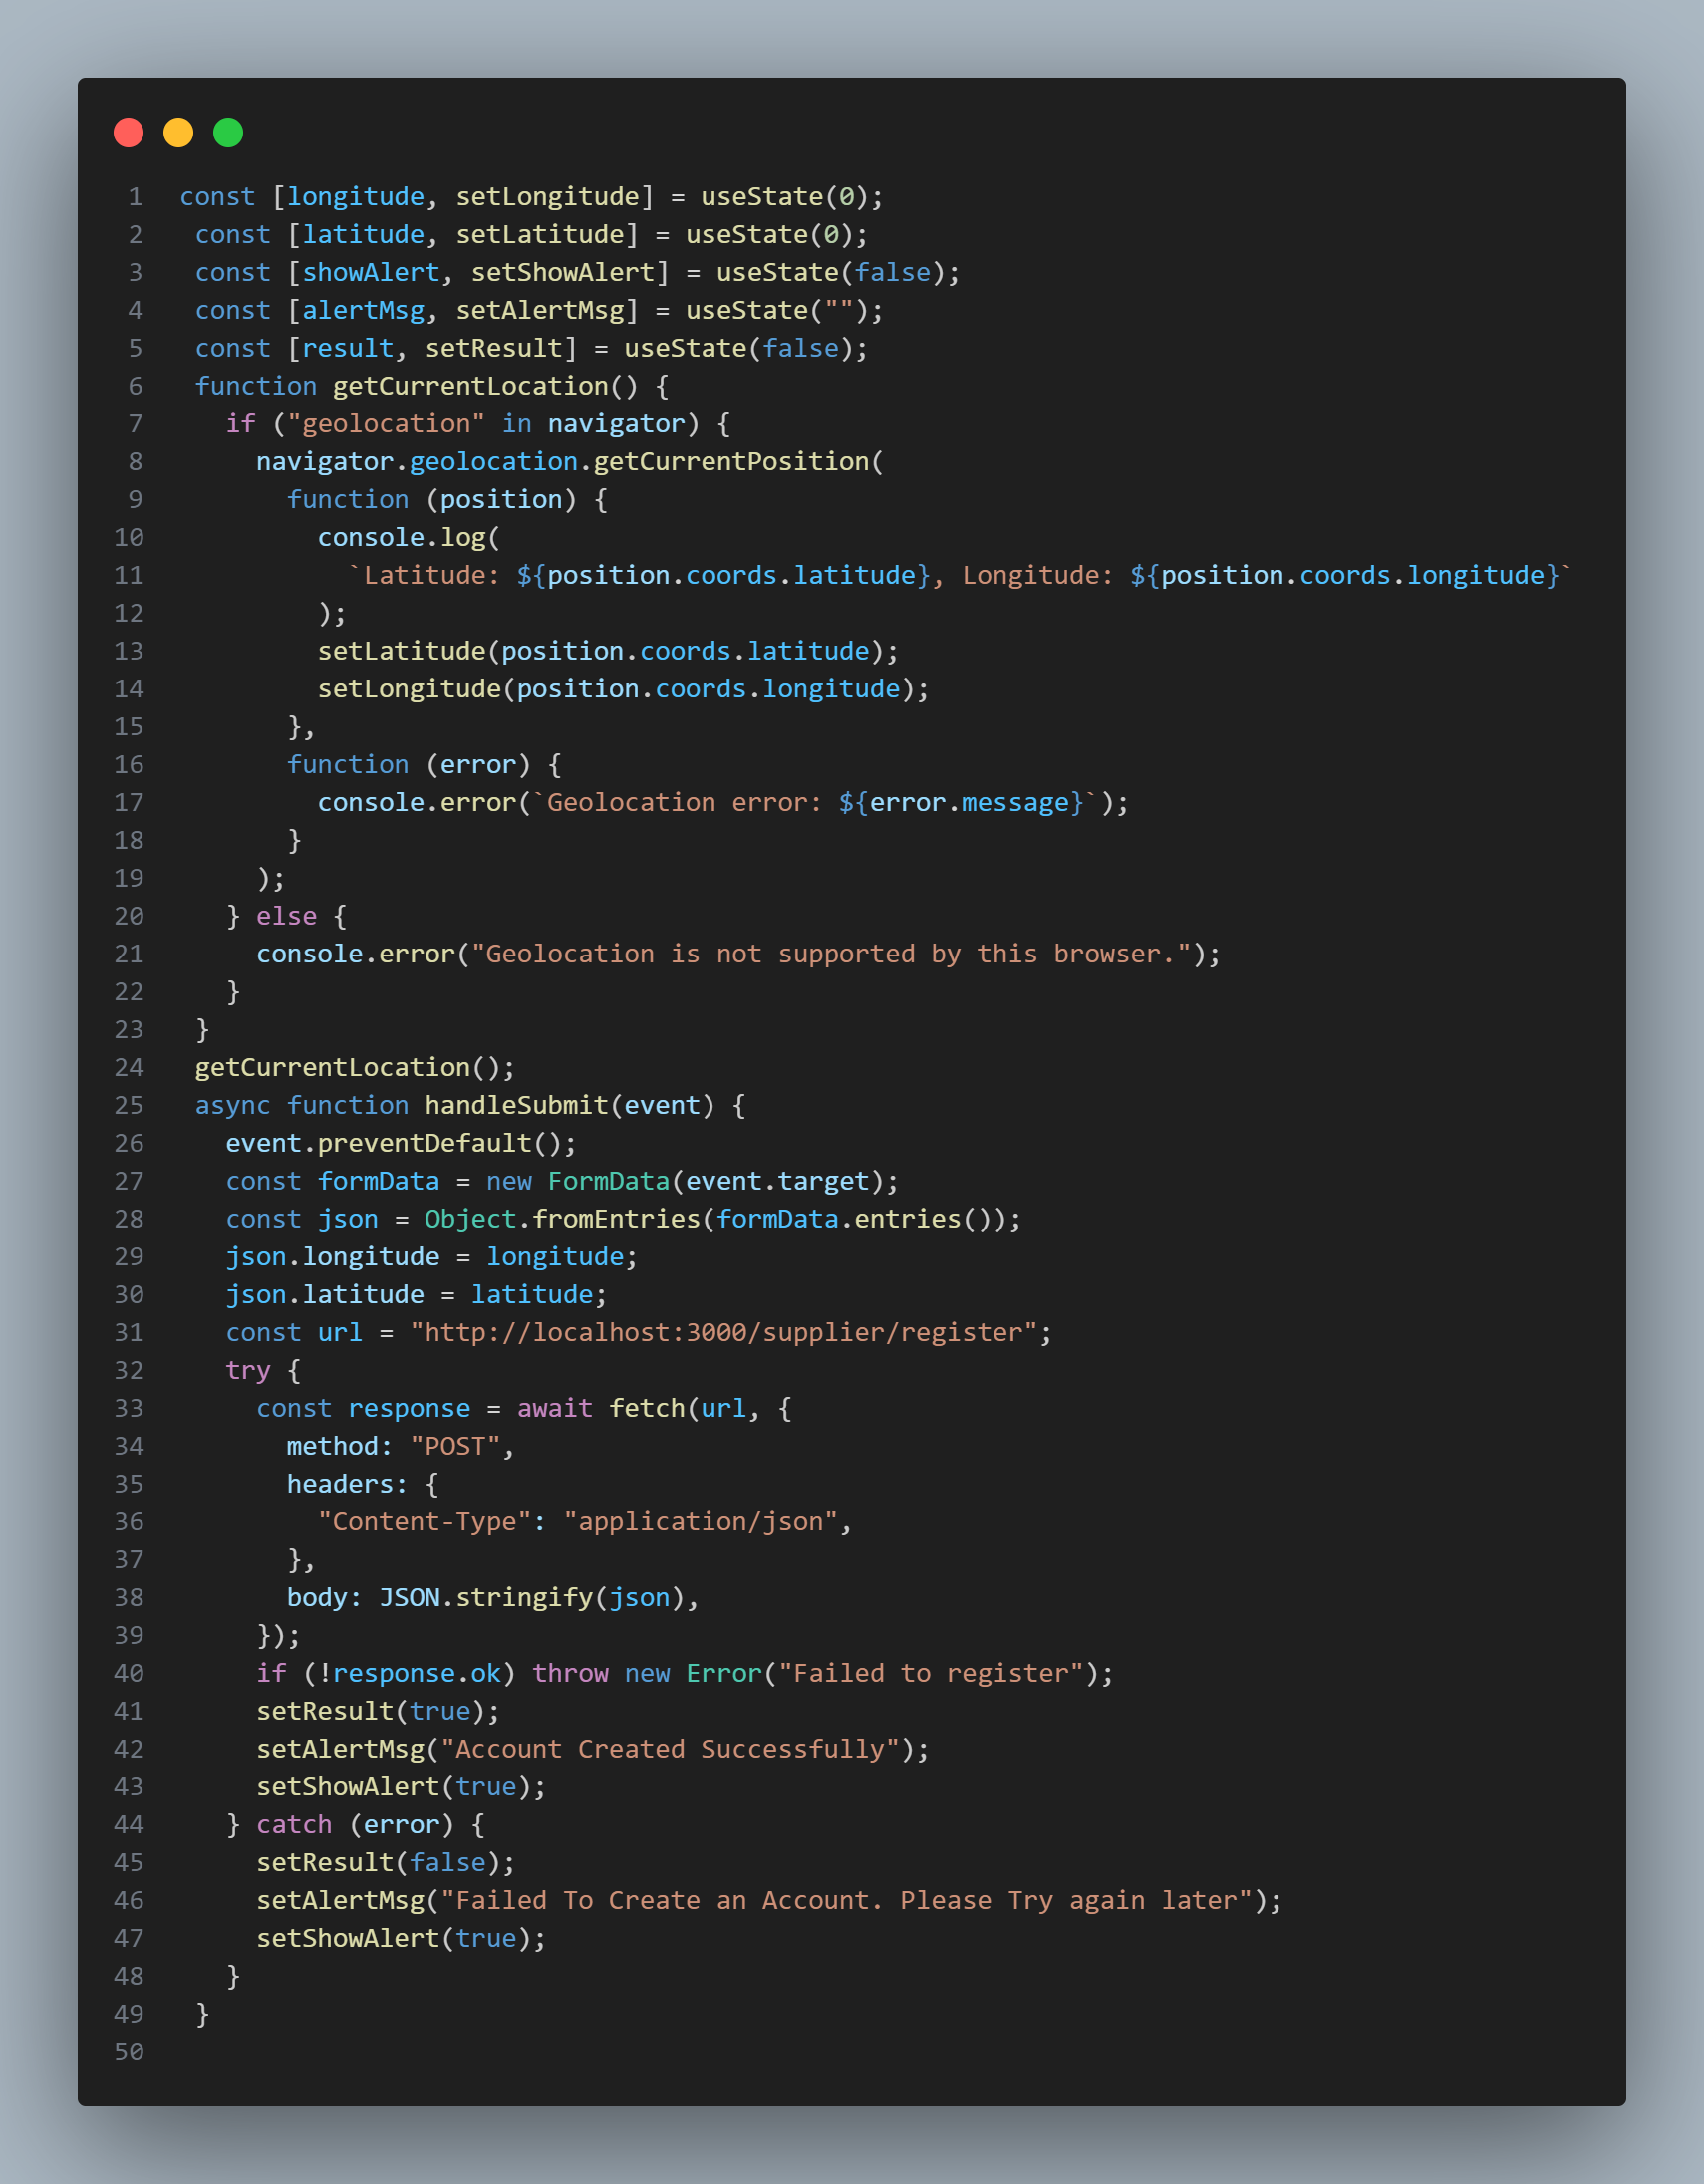 1 const [longitude, setLongitude] = useState(0);
2 const [latitude, setLatitude] = useState(0);
3 const [showAlert, setShowAlert] = useState(false);
4 const [alertMsg, setAlertMsg] = useState("");
5 const [result, setResult] = useState(false);
6 function getCurrentLocation() {
7 if ("geolocation" in navigator) {
8 navigator.geolocation.getCurrentPosition(
9 function (position) {
10 console.log(
11 `Latitude: ${position.coords.latitude}, Longitude: ${position.coords.longitude}`
12 );
13 setLatitude(position.coords.latitude);
14 setLongitude(position.coords.longitude);
15 },
16 function (error) {
17 console.error(`Geolocation error: ${error.message}`);
18 }
19 );
20 } else {
21 console.error("Geolocation is not supported by this browser.");
22 }
23 }
24 getCurrentLocation();
25 async function handleSubmit(event) {
26 event.preventDefault();
27 const formData = new FormData(event.target);
28 const json = Object.fromEntries(formData.entries());
29 json.longitude = longitude;
30 json.latitude = latitude;
31 const url = "http://localhost:3000/supplier/register";
32 try {
33 const response = await fetch(url, {
34 method: "POST",
35 headers: {
36 "Content-Type": "application/json",
37 },
38 body: JSON.stringify(json),
39 });
40 if (!response.ok) throw new Error("Failed to register");
41 setResult(true);
42 setAlertMsg("Account Created Successfully");
43 setShowAlert(true);
44 } catch (error) {
45 setResult(false);
46 setAlertMsg("Failed To Create an Account. Please Try again later");
47 setShowAlert(true);
48 }
49 }
50